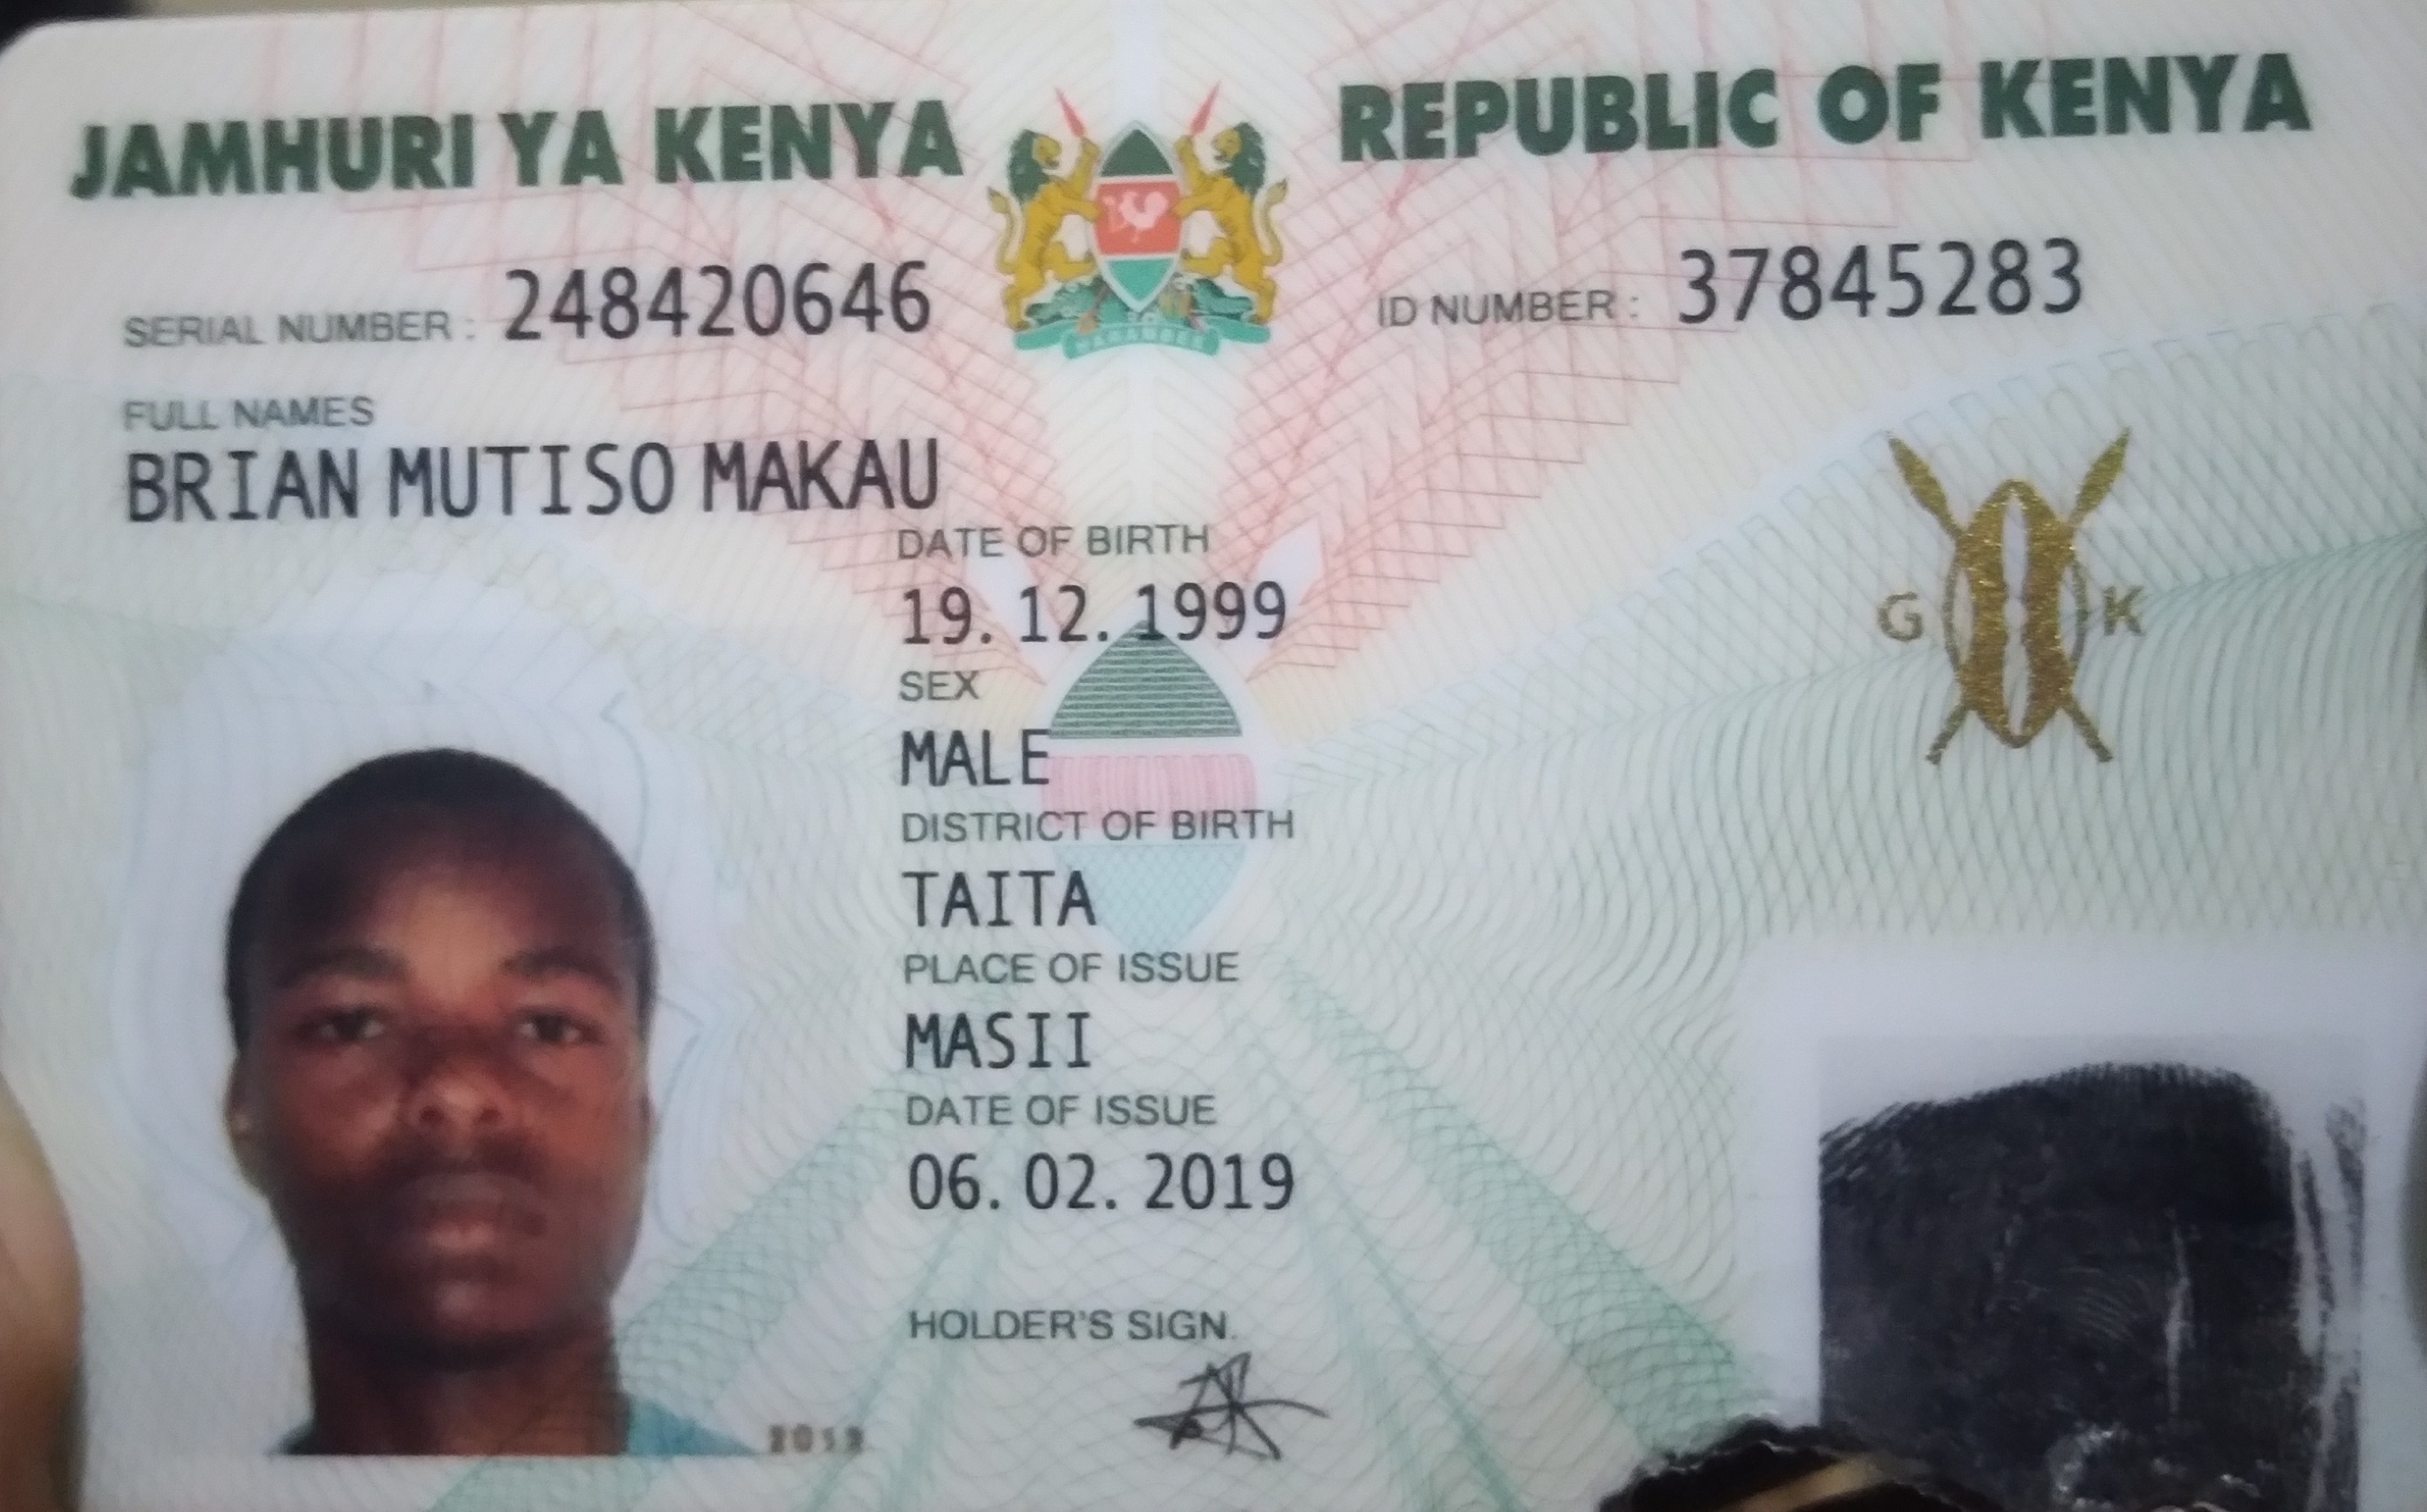 JAMHURI YA KENYA REPUBLIC OF KENYA
SERIAL NUMBER : 248420646 ID NUMBER : 37845283
HARAMBEE
FULL NAMES
BRIAN MUTISO MAKAU
DATE OF BIRTH
19. 12. 1999
SEX
MALE
G K
DISTRICT OF BIRTH
TAITA
PLACE OF ISSUE
MASII
DATE OF ISSUE
06. 02. 2019
HOLDER'S SIGN.